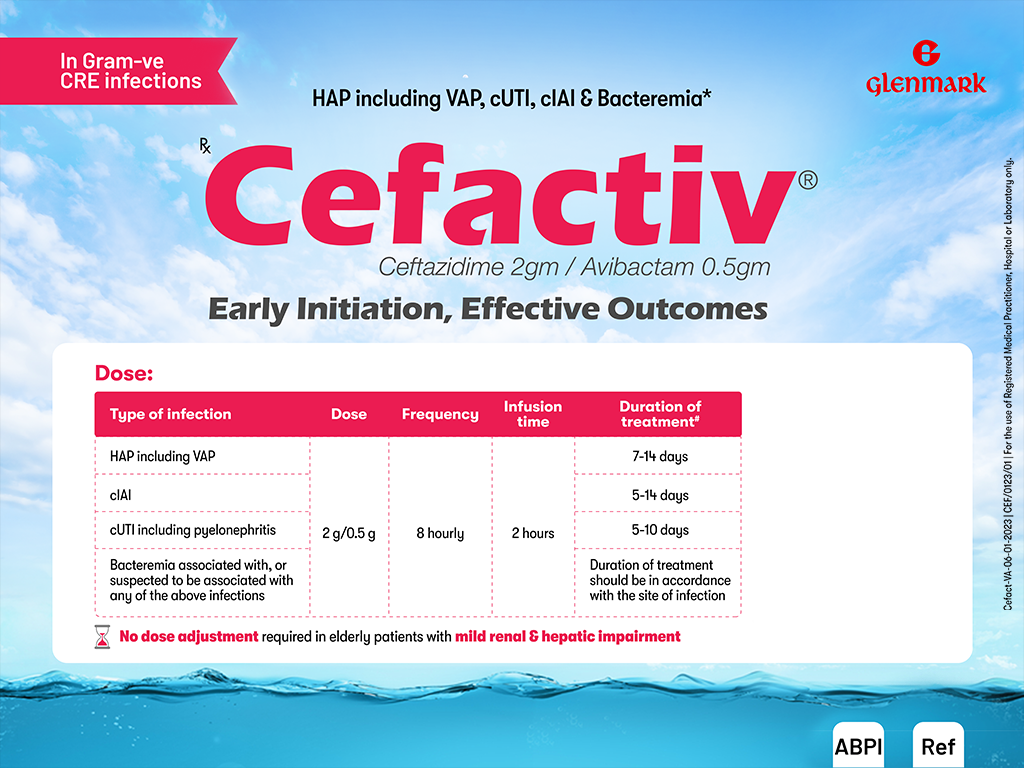 In Gram-ve
CRE infections
GLENMARK
HAP including VAP, cUTI, cIAI & Bacteremia*
Rx
Cefactiv®
Ceftazidime 2gm / Avibactam 0.5gm
Early Initiation, Effective Outcomes
Dose:
Type of infection Dose Frequency Infusion time Duration of treatment#
HAP including VAP 7-14 days
cIAI 5-14 days
cUTI including pyelonephritis 2 g/0.5 g 8 hourly 2 hours 5-10 days
Bacteremia associated with, or Duration of treatment
suspected to be associated with should be in accordance
any of the above infections with the site of infection
No dose adjustment required in elderly patients with mild renal & hepatic impairment
Cefact-VA-06-01-2023 | CEF/0123/01 | For the use of Registered Medical Practitioner, Hospital or Laboratory only.
ABPI
Ref